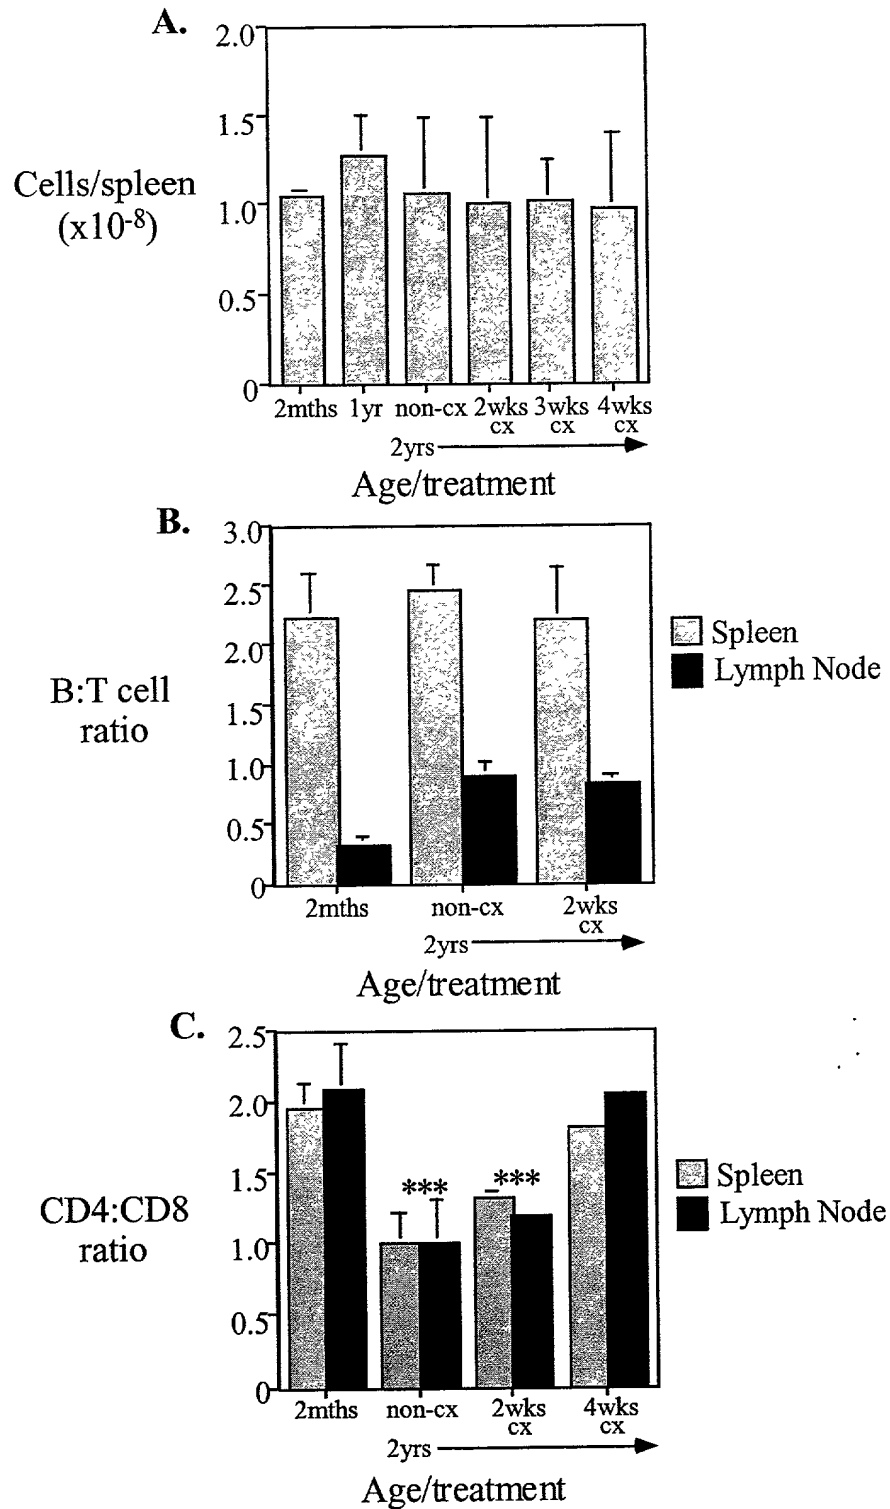 A.
2.0
1.5
1.0
0.5
0
Cells/spleen
(x10-8)
2mths 1yr non-cx 2wks cx 3wks cx 4wks cx
2yrs
Age/treatment
B.
3.0
2.5
2.0
1.5
1.0
0.5
0
B:T cell
ratio
Spleen
Lymph Node
2mths non-cx 2wks cx
2yrs
Age/treatment
C.
2.5
2.0
1.5
1.0
0.5
0
*** ***
CD4:CD8
ratio
Spleen
Lymph Node
2mths non-cx 2wks cx 4wks cx
2yrs
Age/treatment